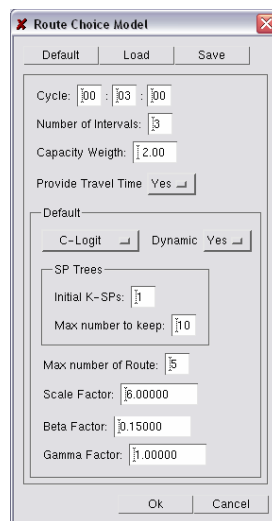 Route Choice Model
Default Load Save
Cycle: 00 : 03 : 00
Number of Intervals: 3
Capacity Weigth: 2.00
Provide Travel Time Yes
Default
C-Logit Dynamic Yes
SP Trees
Initial K-SPs: 1
Max number to keep: 10
Max number of Route: 5
Scale Factor: 6.00000
Beta Factor: 0.15000
Gamma Factor: 1.00000
Ok Cancel